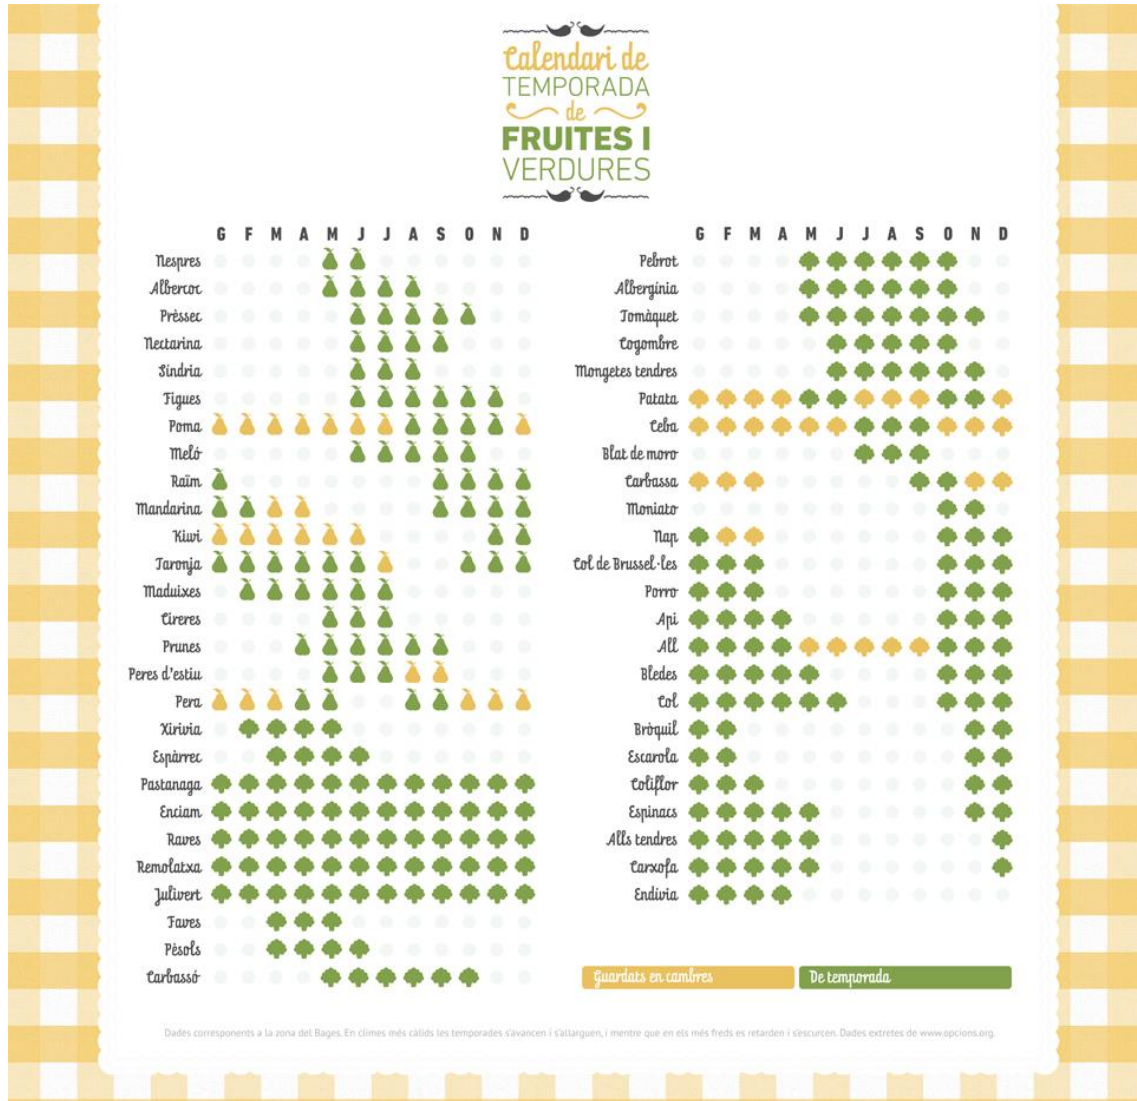 Calendari de
TEMPORADA
de
FRUITES I
VERDURES
G F M A M J J A S O N D
Nespres
Albercoc
Prèssec
Nectarina
Síndria
Figues
Poma
Meló
Raïm
Mandarina
Kiwi
Taronja
Maduixes
Cireres
Prunes
Peres d'estiu
Pera
Xirivia
Espàrrec
Pastanaga
Enciam
Raves
Remolatxa
Julivert
Faves
Pèsols
Carbassó
G F M A M J J A S O N D
Pebrot
Albergínia
Tomàquet
Cogombre
Mongetes tendres
Patata
Ceba
Blat de moro
Carbassa
Moniato
Nap
Col de Brussel·les
Porro
Api
All
Bledes
Col
Bròquil
Escarola
Coliflor
Espinacs
Alls tendres
Carxofa
Endívia
Guardats en cambres
De temporada
Dades corresponents a la zona del Bages. En climes més càlids les temporades s'avancen i s'allarguen, i mentre que en els més freds es retarden i s'escurcen. Dades extretes de www.opcions.org.